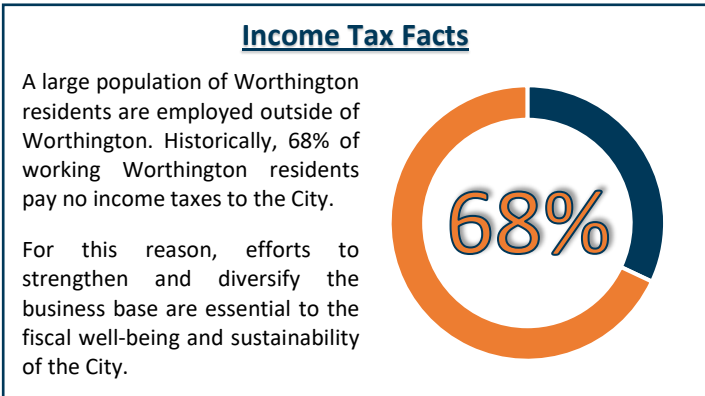 Income Tax Facts
A large population of Worthington
residents are employed outside of
Worthington. Historically, 68% of
working Worthington residents
pay no income taxes to the City.
For this reason, efforts to
strengthen and diversify the
business base are essential to the
fiscal well-being and sustainability
of the City.
68%